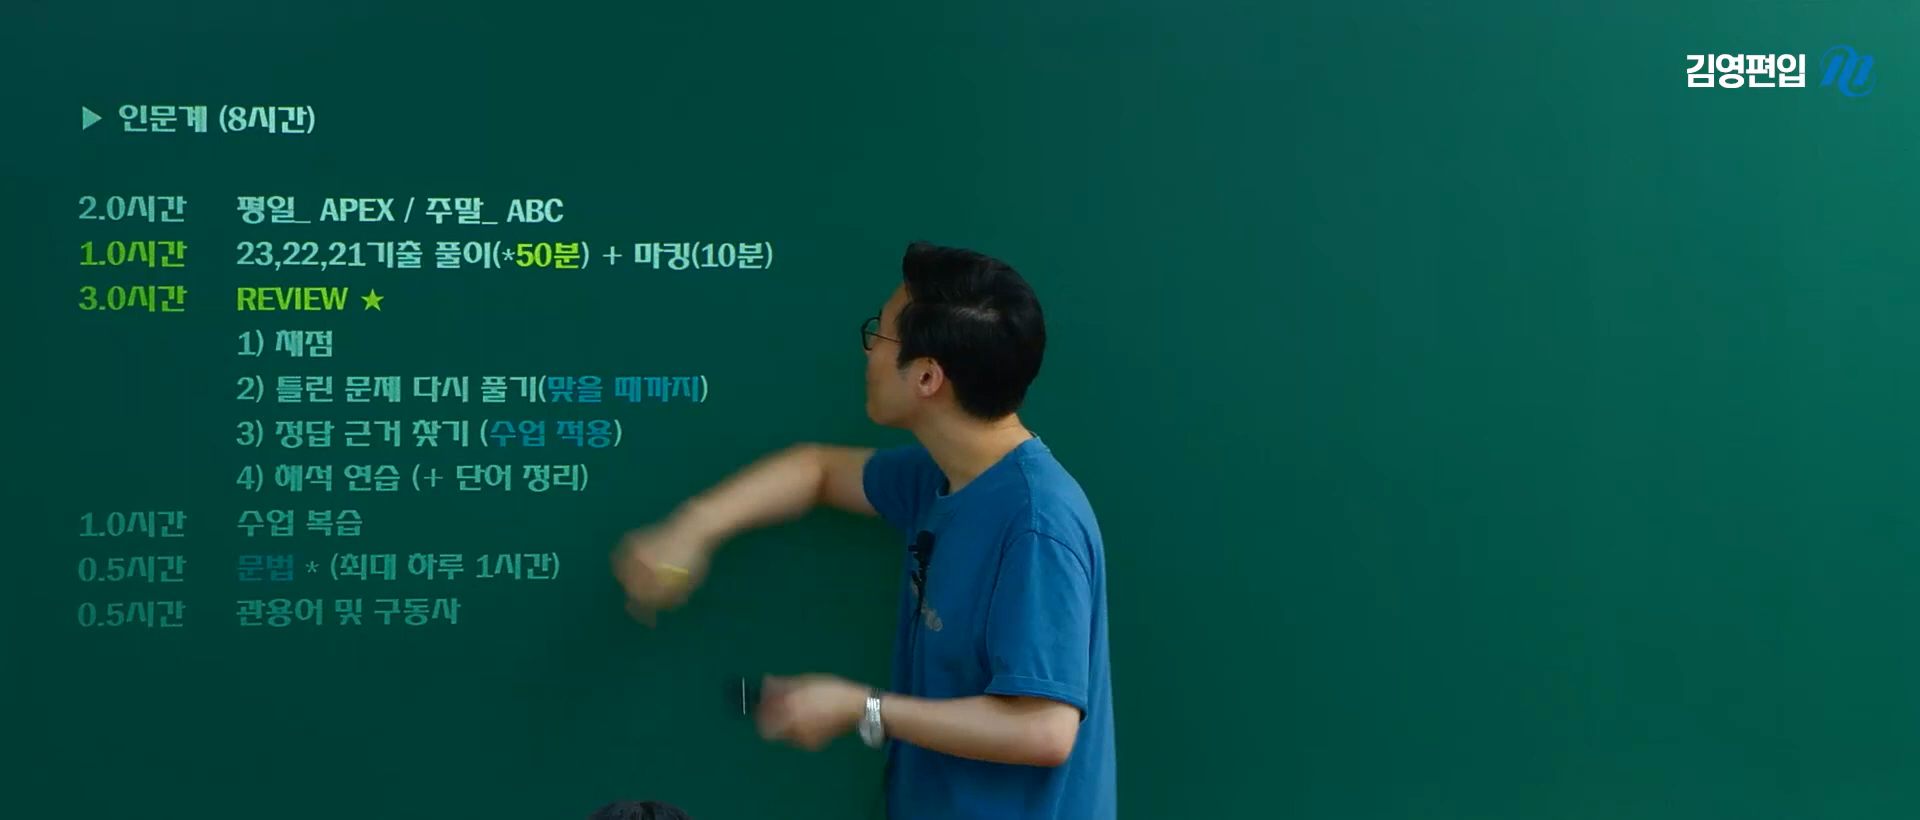 김영편입
▶ 인문계 (8시간)
2.0시간 평일_ APEX / 주말_ ABC
1.0시간 23,22,21기출 풀이(*50분) + 마킹(10분)
3.0시간 REVIEW ★
1) 채점
2) 틀린 문제 다시 풀기(맞을 때까지)
3) 정답 근거 찾기 (수업 적용)
4) 해석 연습 (+ 단어 정리)
1.0시간 수업 복습
0.5시간 문법 * (최대 하루 1시간)
0.5시간 관용어 및 구동사